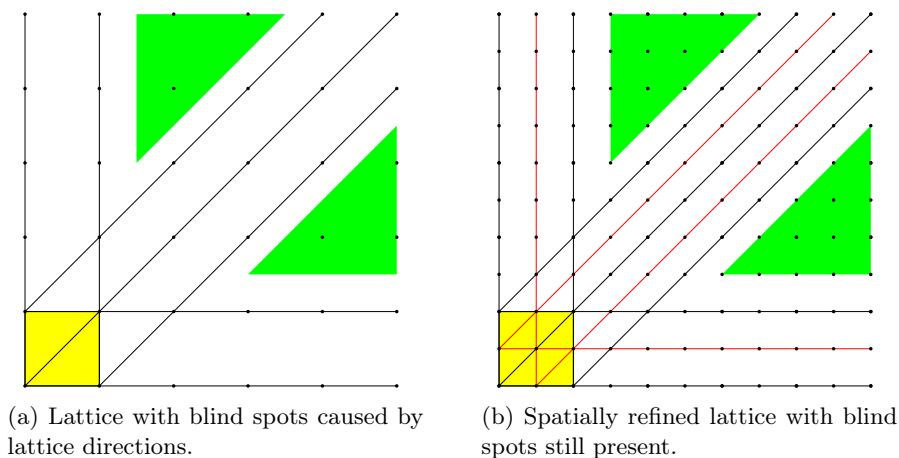 (a) Lattice with blind spots caused by
lattice directions.
(b) Spatially refined lattice with blind
spots still present.